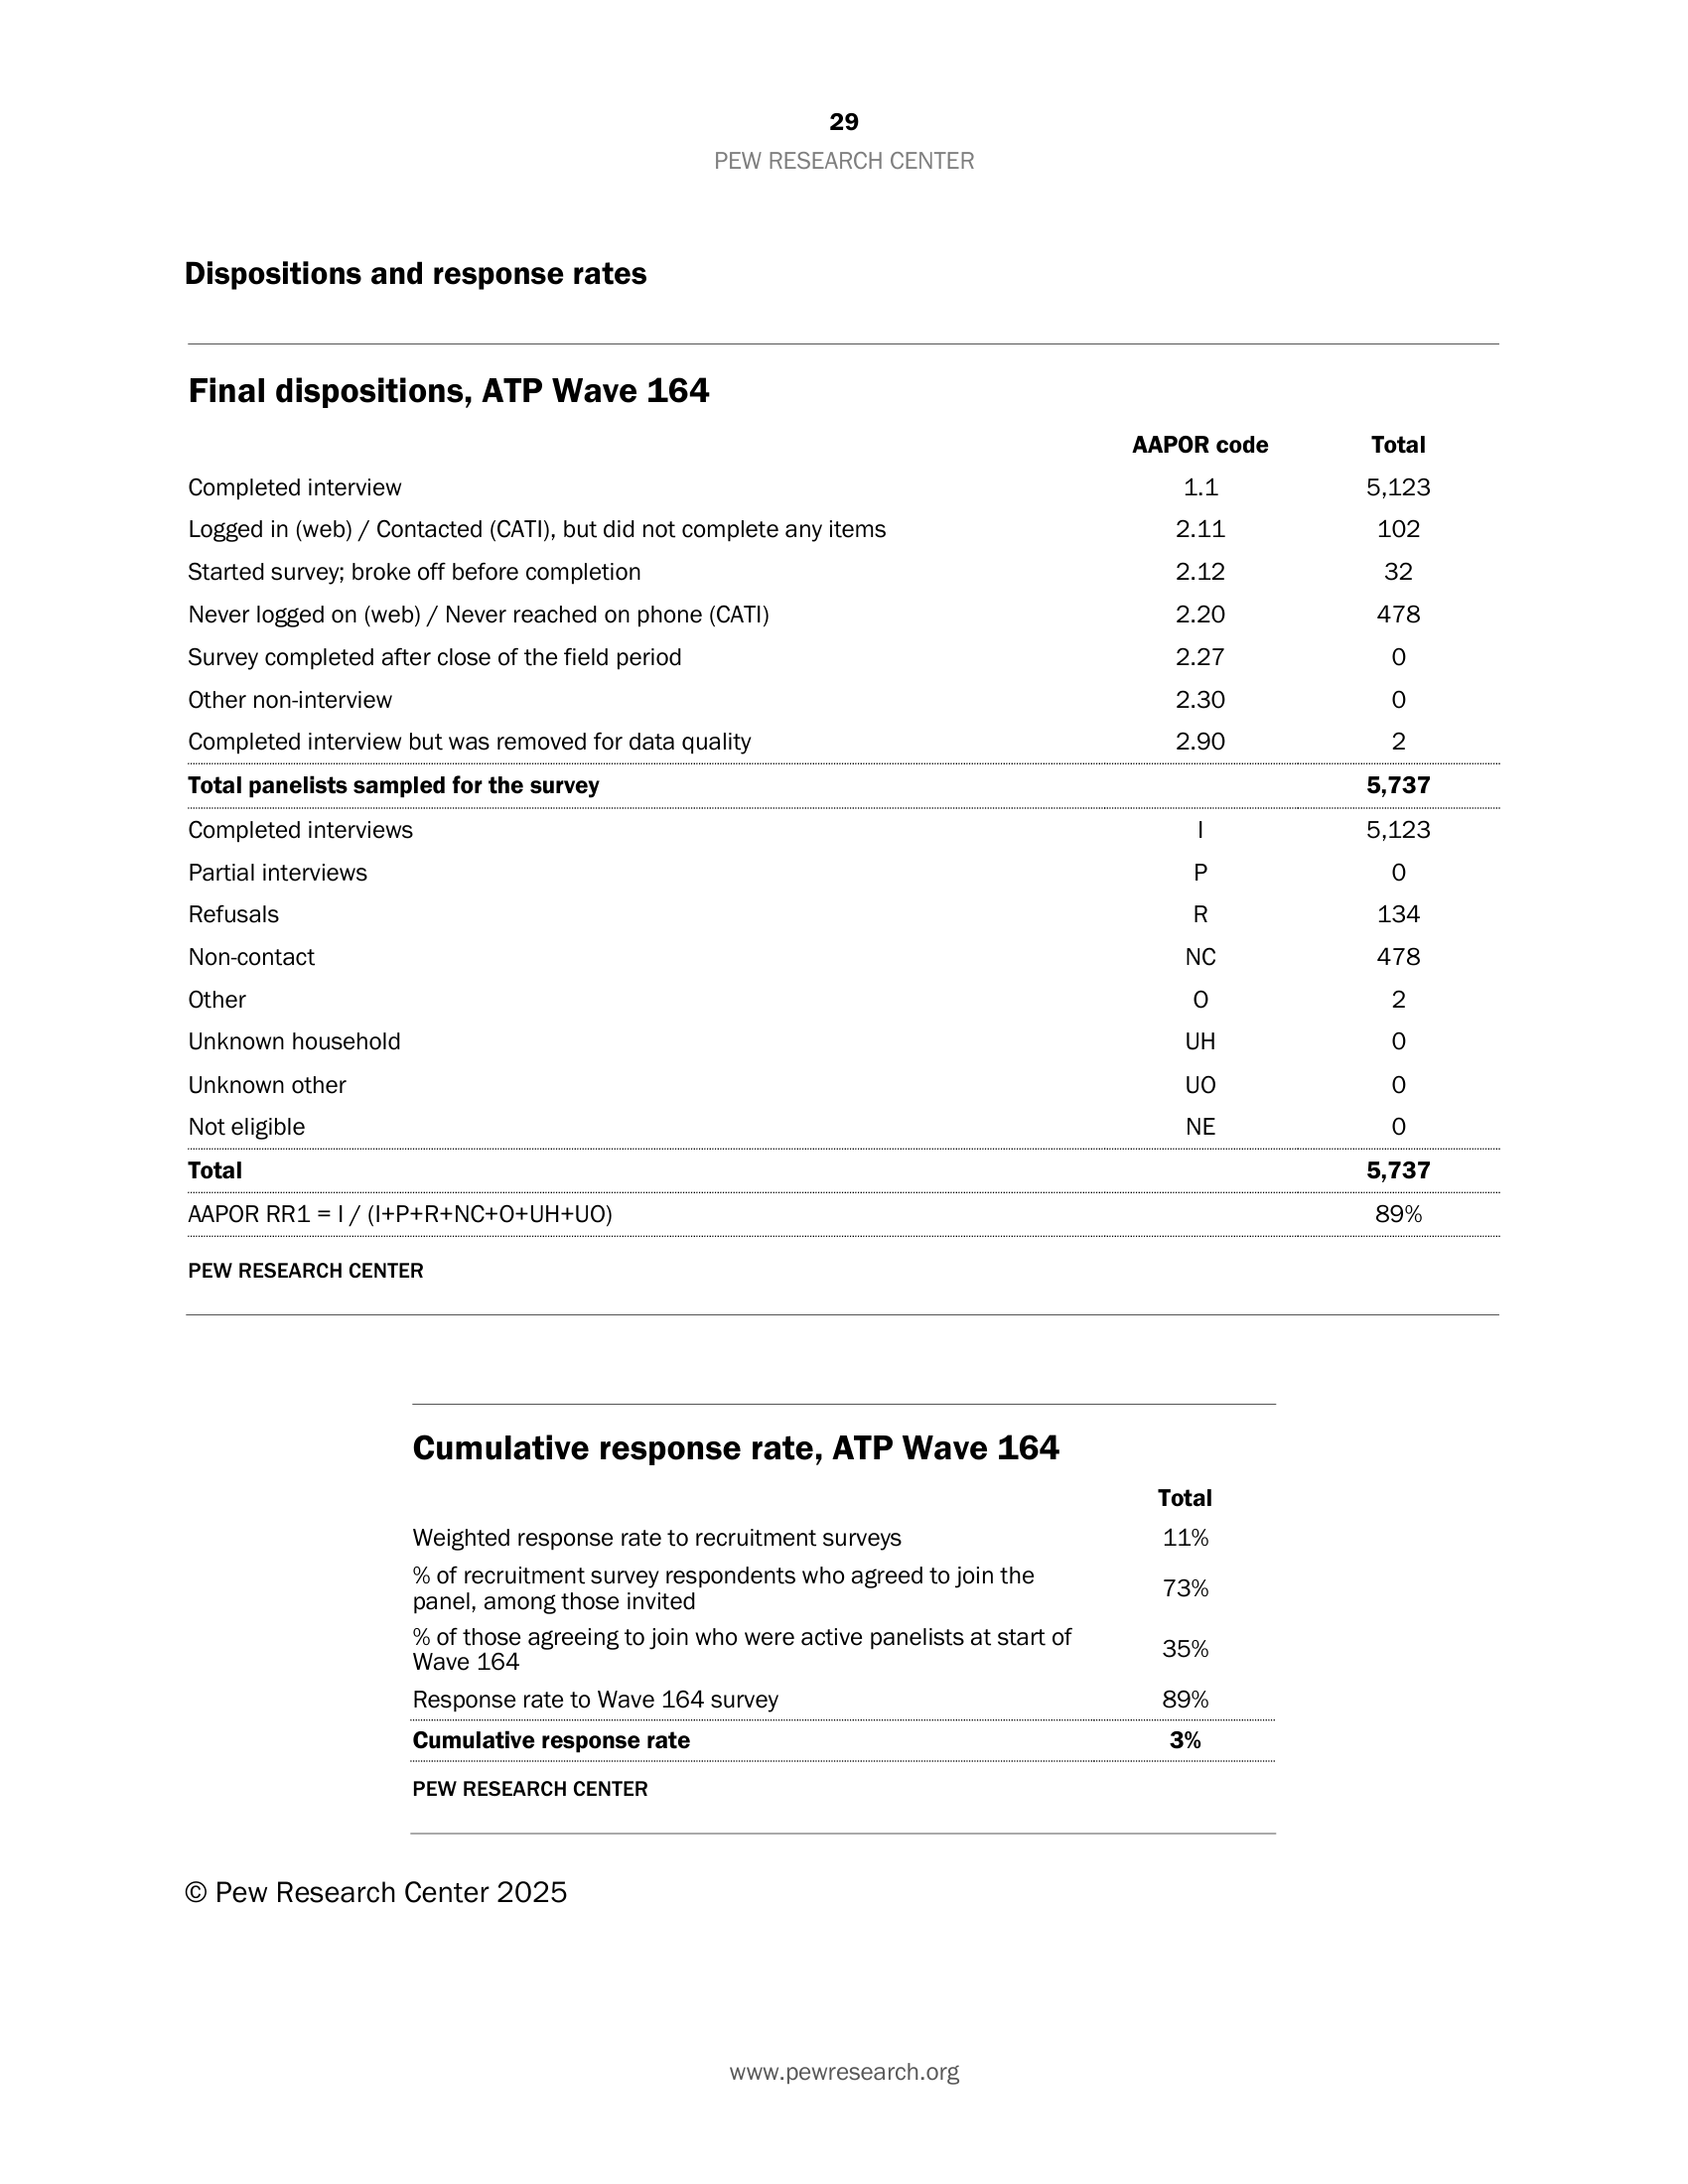 29
PEW RESEARCH CENTER
Dispositions and response rates
Final dispositions, ATP Wave 164
AAPOR code Total
Completed interview 1.1 5,123
Logged in (web) / Contacted (CATI), but did not complete any items 2.11 102
Started survey; broke off before completion 2.12 32
Never logged on (web) / Never reached on phone (CATI) 2.20 478
Survey completed after close of the field period 2.27 0
Other non-interview 2.30 0
Completed interview but was removed for data quality 2.90 2
Total panelists sampled for the survey 5,737
Completed interviews I 5,123
Partial interviews P 0
Refusals R 134
Non-contact NC 478
Other O 2
Unknown household UH 0
Unknown other UO 0
Not eligible NE 0
Total 5,737
AAPOR RR1 = I / (I+P+R+NC+O+UH+UO) 89%
PEW RESEARCH CENTER
Cumulative response rate, ATP Wave 164
Total
Weighted response rate to recruitment surveys 11%
% of recruitment survey respondents who agreed to join the
panel, among those invited 73%
% of those agreeing to join who were active panelists at start of
Wave 164 35%
Response rate to Wave 164 survey 89%
Cumulative response rate 3%
PEW RESEARCH CENTER
© Pew Research Center 2025
www.pewresearch.org